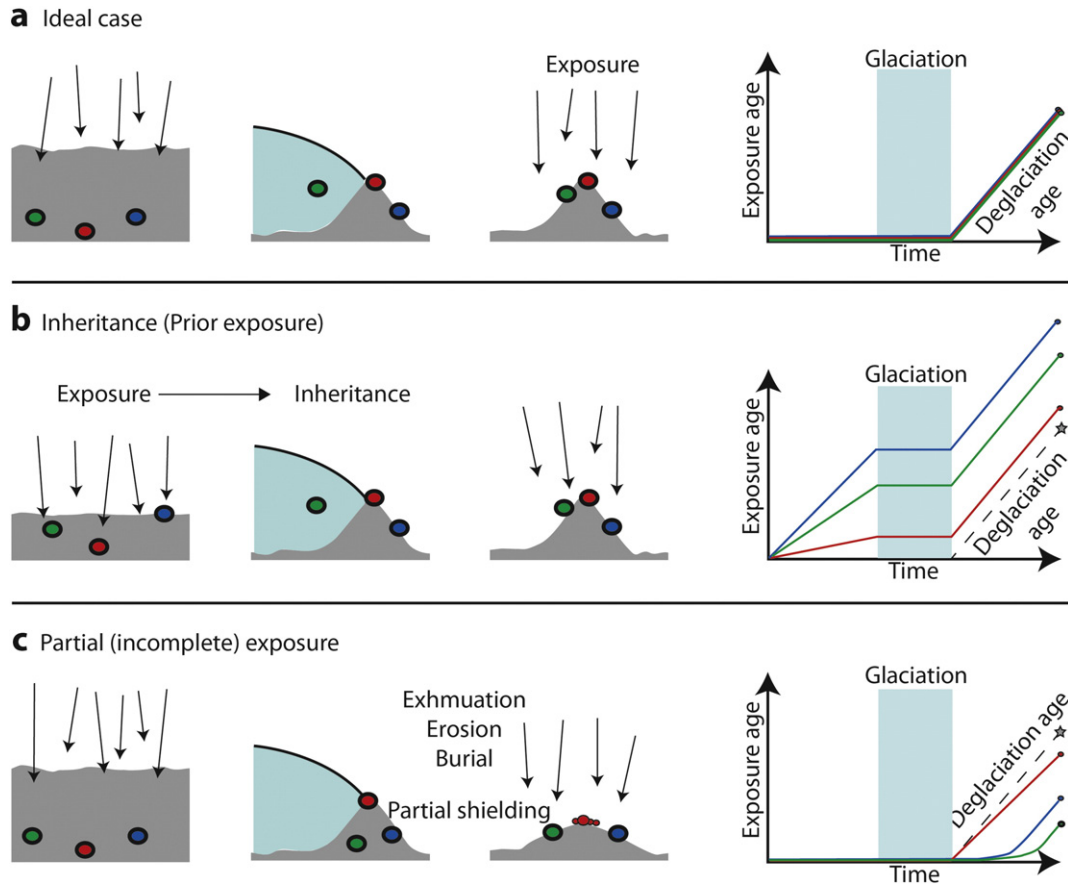 a Ideal case
Exposure
Glaciation
Exposure age
Time
Deglaciation
age
b Inheritance (Prior exposure)
Exposure
Inheritance
Glaciation
Exposure age
Time
Deglaciation
age
c Partial (incomplete) exposure
Exhmuation
Erosion
Burial
Partial shielding
Glaciation
Exposure age
Time
Deglaciation age